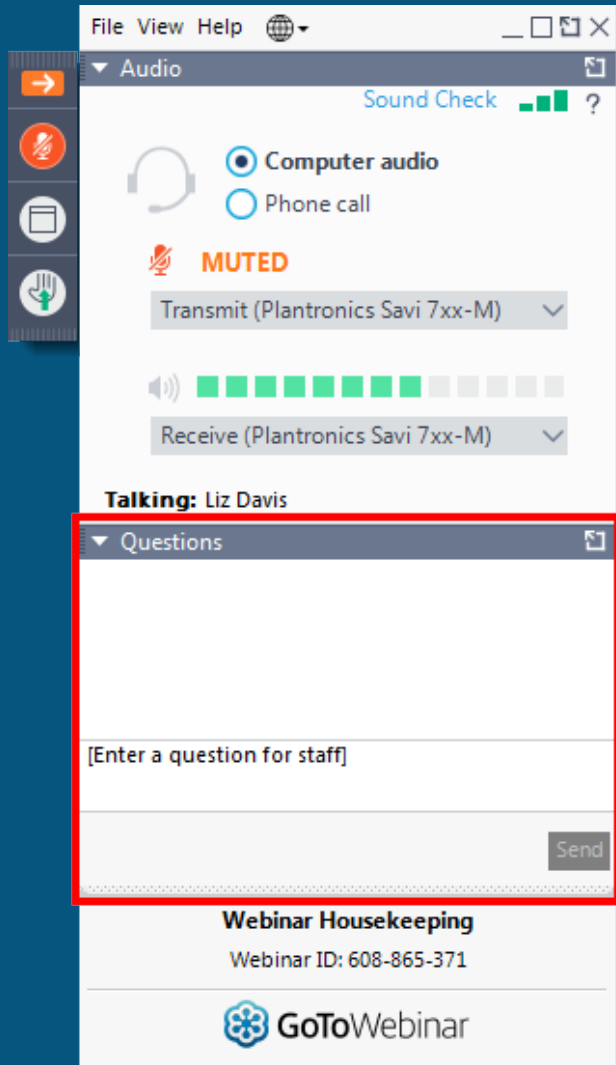 File View Help
Audio
Sound Check ?
Computer audio
Phone call
MUTED
Transmit (Plantronics Savi 7xx-M)
Receive (Plantronics Savi 7xx-M)
Talking: Liz Davis
Questions
[Enter a question for staff]
Send
Webinar Housekeeping
Webinar ID: 608-865-371
GoToWebinar